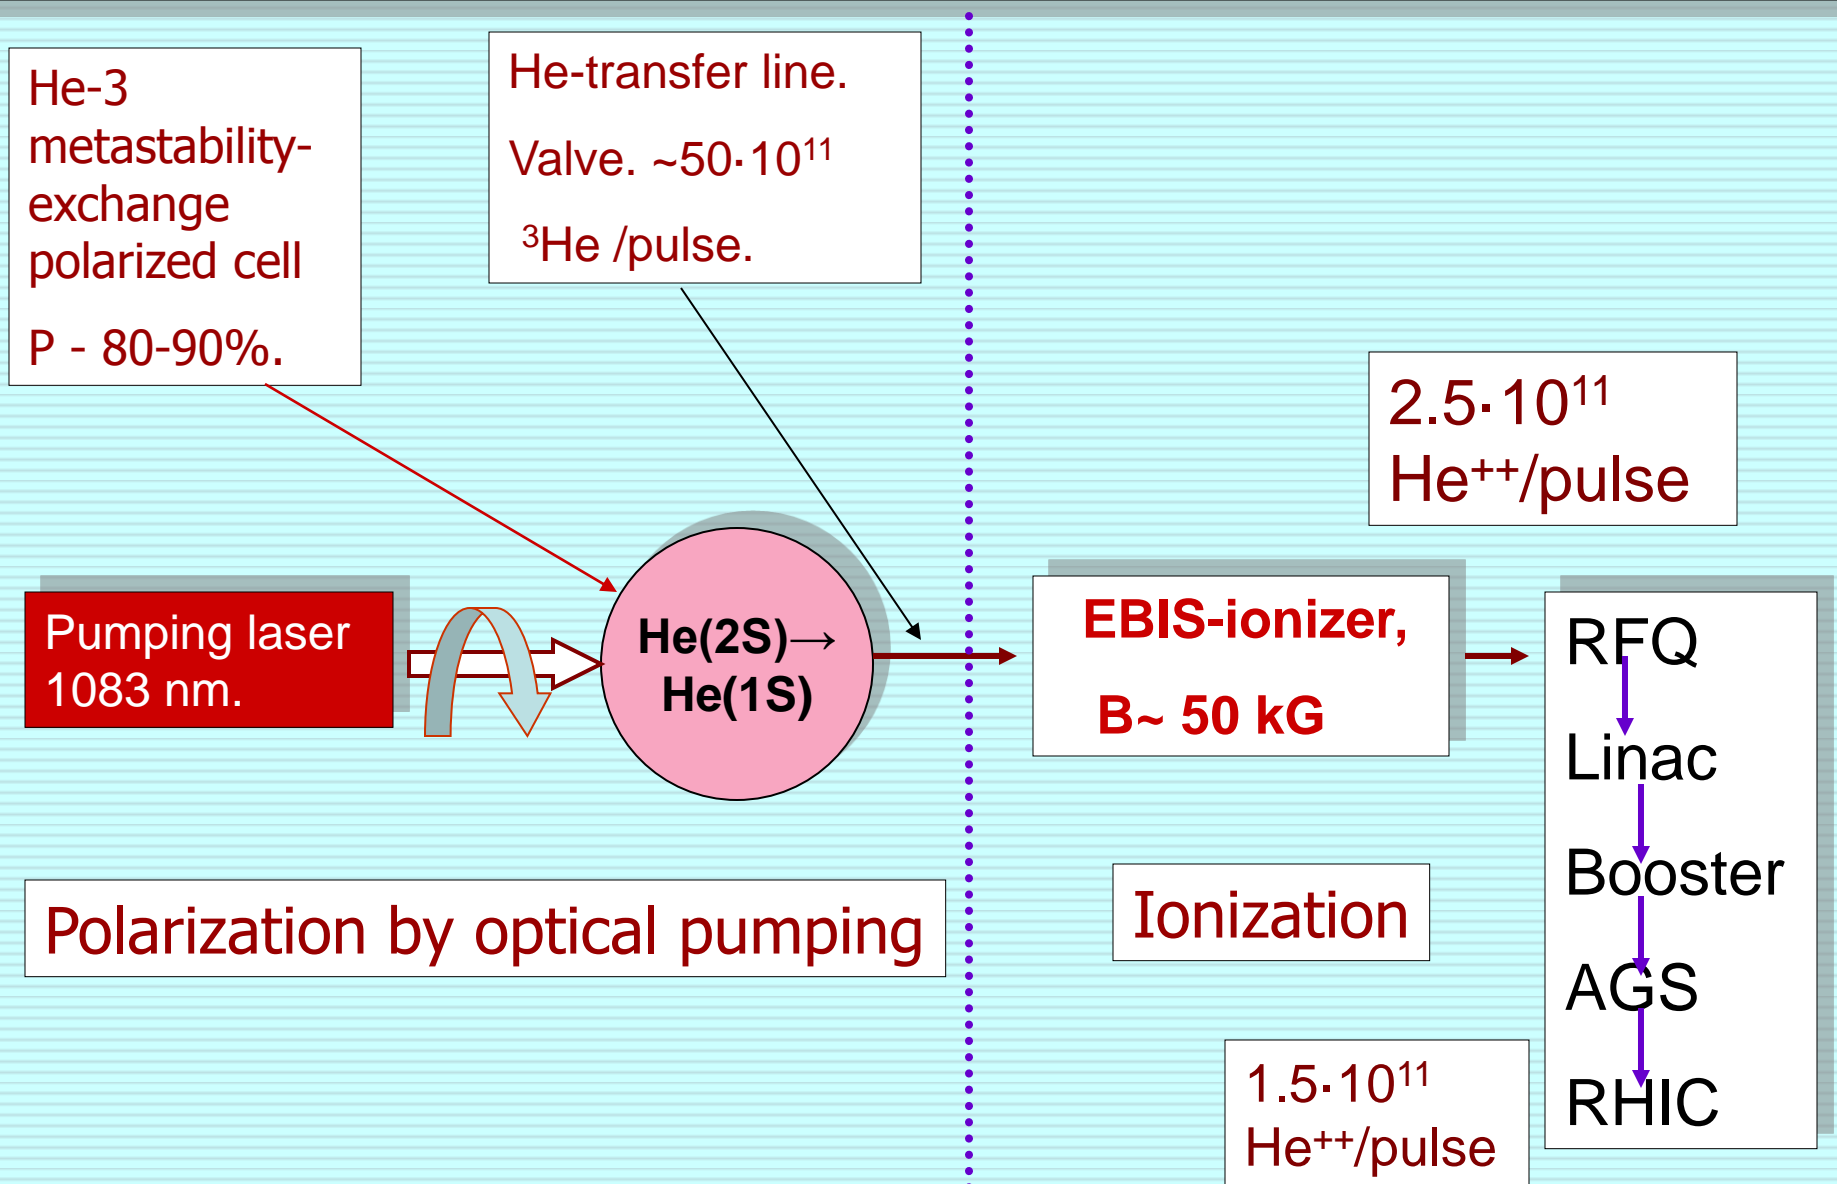 He-3
metastability-
exchange
polarized cell
P - 80-90%.
He-transfer line.
Valve. ~50·10¹¹
³He /pulse.
2.5·10¹¹
He⁺⁺/pulse
Pumping laser
1083 nm.
He(2S)→
He(1S)
EBIS-ionizer,
B~ 50 kG
RFQ
Linac
Booster
AGS
RHIC
Polarization by optical pumping
Ionization
1.5·10¹¹
He⁺⁺/pulse